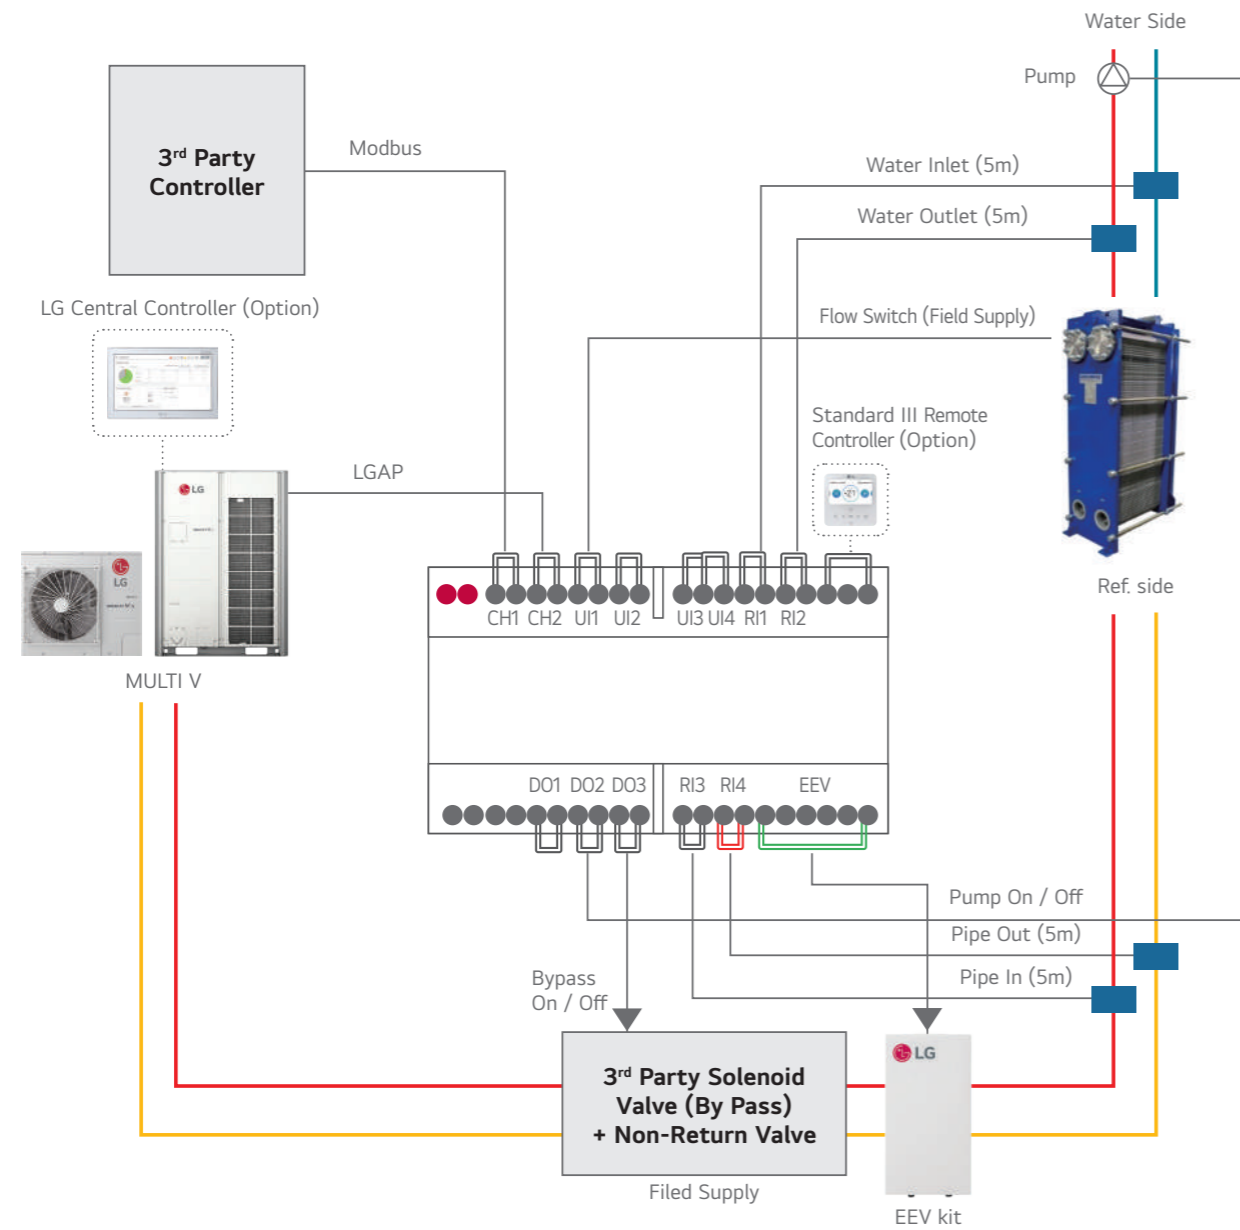 Water Side
Pump
3rd Party
Controller
Modbus
Water Inlet (5m)
Water Outlet (5m)
LG Central Controller (Option)
Flow Switch (Field Supply)
Standard III Remote
Controller (Option)
LGAP
LG
LG
CH1 CH2 UI1 UI2 UI3 UI4 RI1 RI2
Ref. side
MULTI V
DO1 DO2 DO3 RI3 RI4 EEV
Pump On / Off
Pipe Out (5m)
Bypass
On / Off
Pipe In (5m)
LG
3rd Party Solenoid
Valve (By Pass)
+ Non-Return Valve
Filed Supply
EEV kit